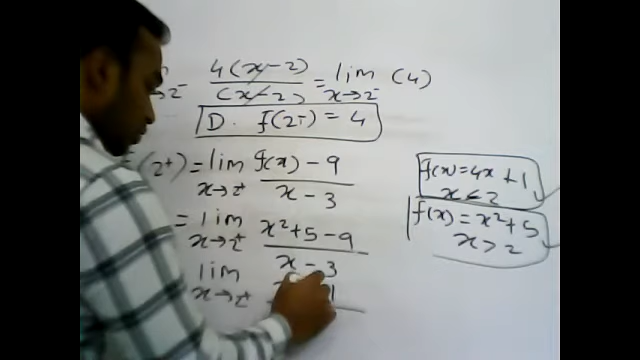 4(x-2)
x→2⁻ (x-2) = lim x→2⁻ (4)
D. f(2⁻) = 4
(2⁺) = lim x→2⁺ f(x) - 9
x - 3
= lim x→2⁺ x²+5-9
x - 3
lim x→2⁺
f(x)=4x+1
x<2
f(x)=x²+5
x>2